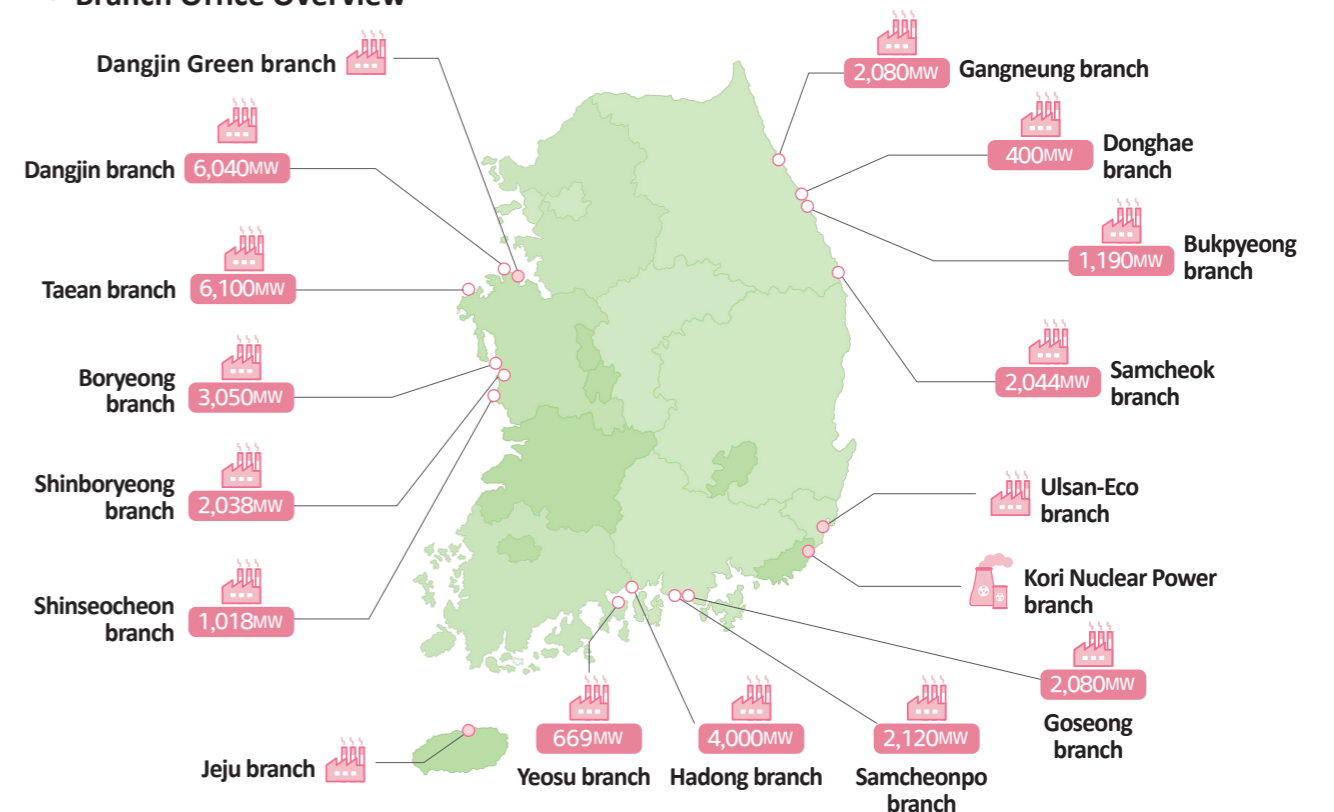 Branch Office Overview
Dangjin Green branch
2,080MW Gangneung branch
400MW Donghae
branch
Dangjin branch 6,040MW
1,190MW Bukpyeong
branch
Taean branch 6,100MW
Boryeong
branch
3,050MW
2,044MW Samcheok
branch
Shinboryeong
branch
2,038MW
Ulsan-Eco
branch
Kori Nuclear Power
branch
Shinseocheon
branch
1,018MW
2,080MW
Goseong
branch
Jeju branch
669MW
Yeosu branch
4,000MW
Hadong branch
2,120MW
Samcheonpo
branch